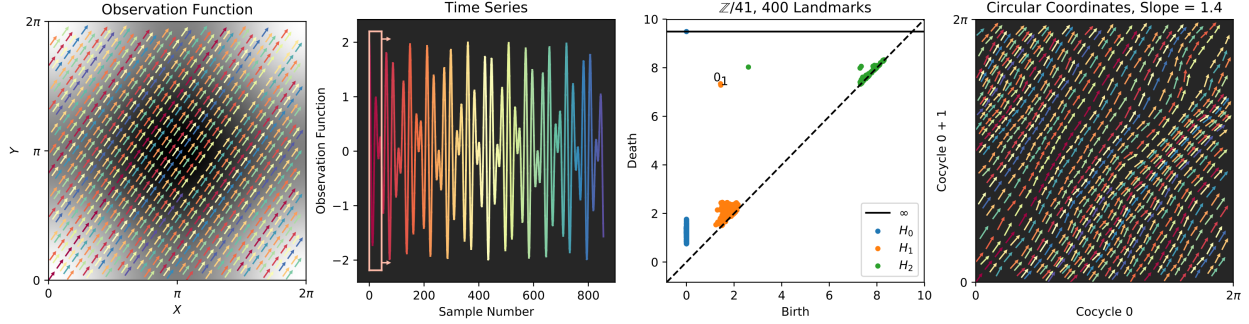 Observation Function
2π
π
0
Y
0
π
2π
X
Time Series
2
1
0
−1
−2
Observation Function
0
200
400
600
800
Sample Number
ℤ/41, 400 Landmarks
10
8
6
4
2
0
Death
0
1
∞
H₀
H₁
H₂
0
2
4
6
8
10
Birth
Circular Coordinates, Slope = 1.4
2π
0
Cocycle 0 + 1
0
2π
Cocycle 0